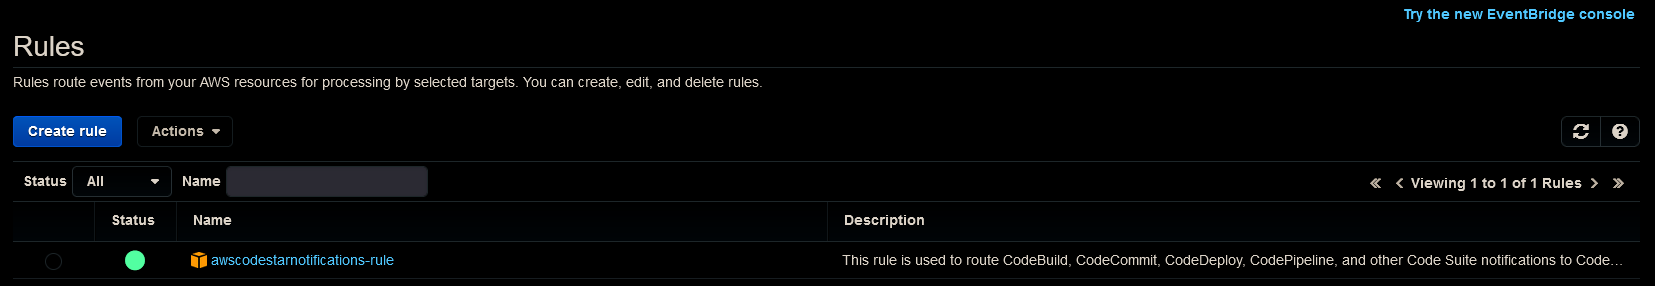 Try the new EventBridge console
Rules
Rules route events from your AWS resources for processing by selected targets. You can create, edit, and delete rules.
Create rule Actions
Status All Name « ‹ Viewing 1 to 1 of 1 Rules › »
Status Name Description
awscodestarnotifications-rule This rule is used to route CodeBuild, CodeCommit, CodeDeploy, CodePipeline, and other Code Suite notifications to Code…